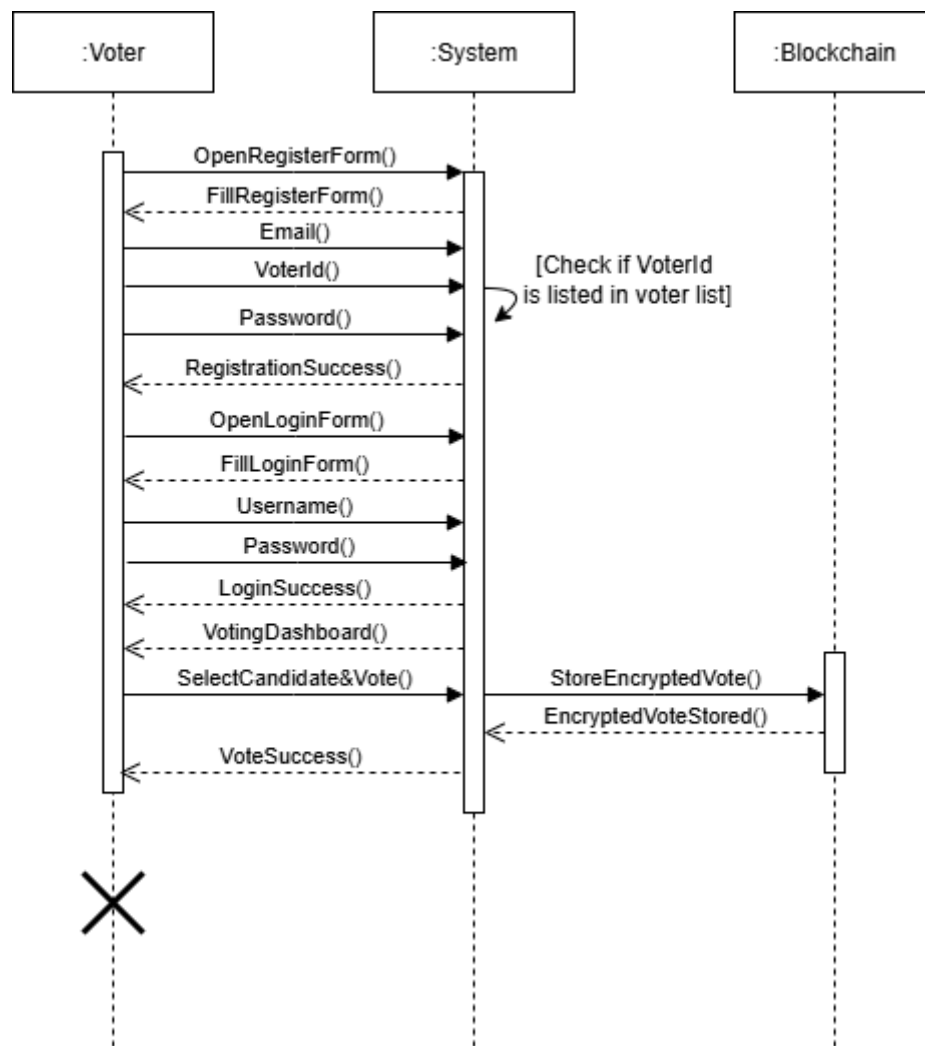 :Voter
:System
:Blockchain
OpenRegisterForm()
FillRegisterForm()
Email()
VoterId()
[Check if VoterId
is listed in voter list]
Password()
RegistrationSuccess()
OpenLoginForm()
FillLoginForm()
Username()
Password()
LoginSuccess()
VotingDashboard()
SelectCandidate&Vote()
StoreEncryptedVote()
EncryptedVoteStored()
VoteSuccess()